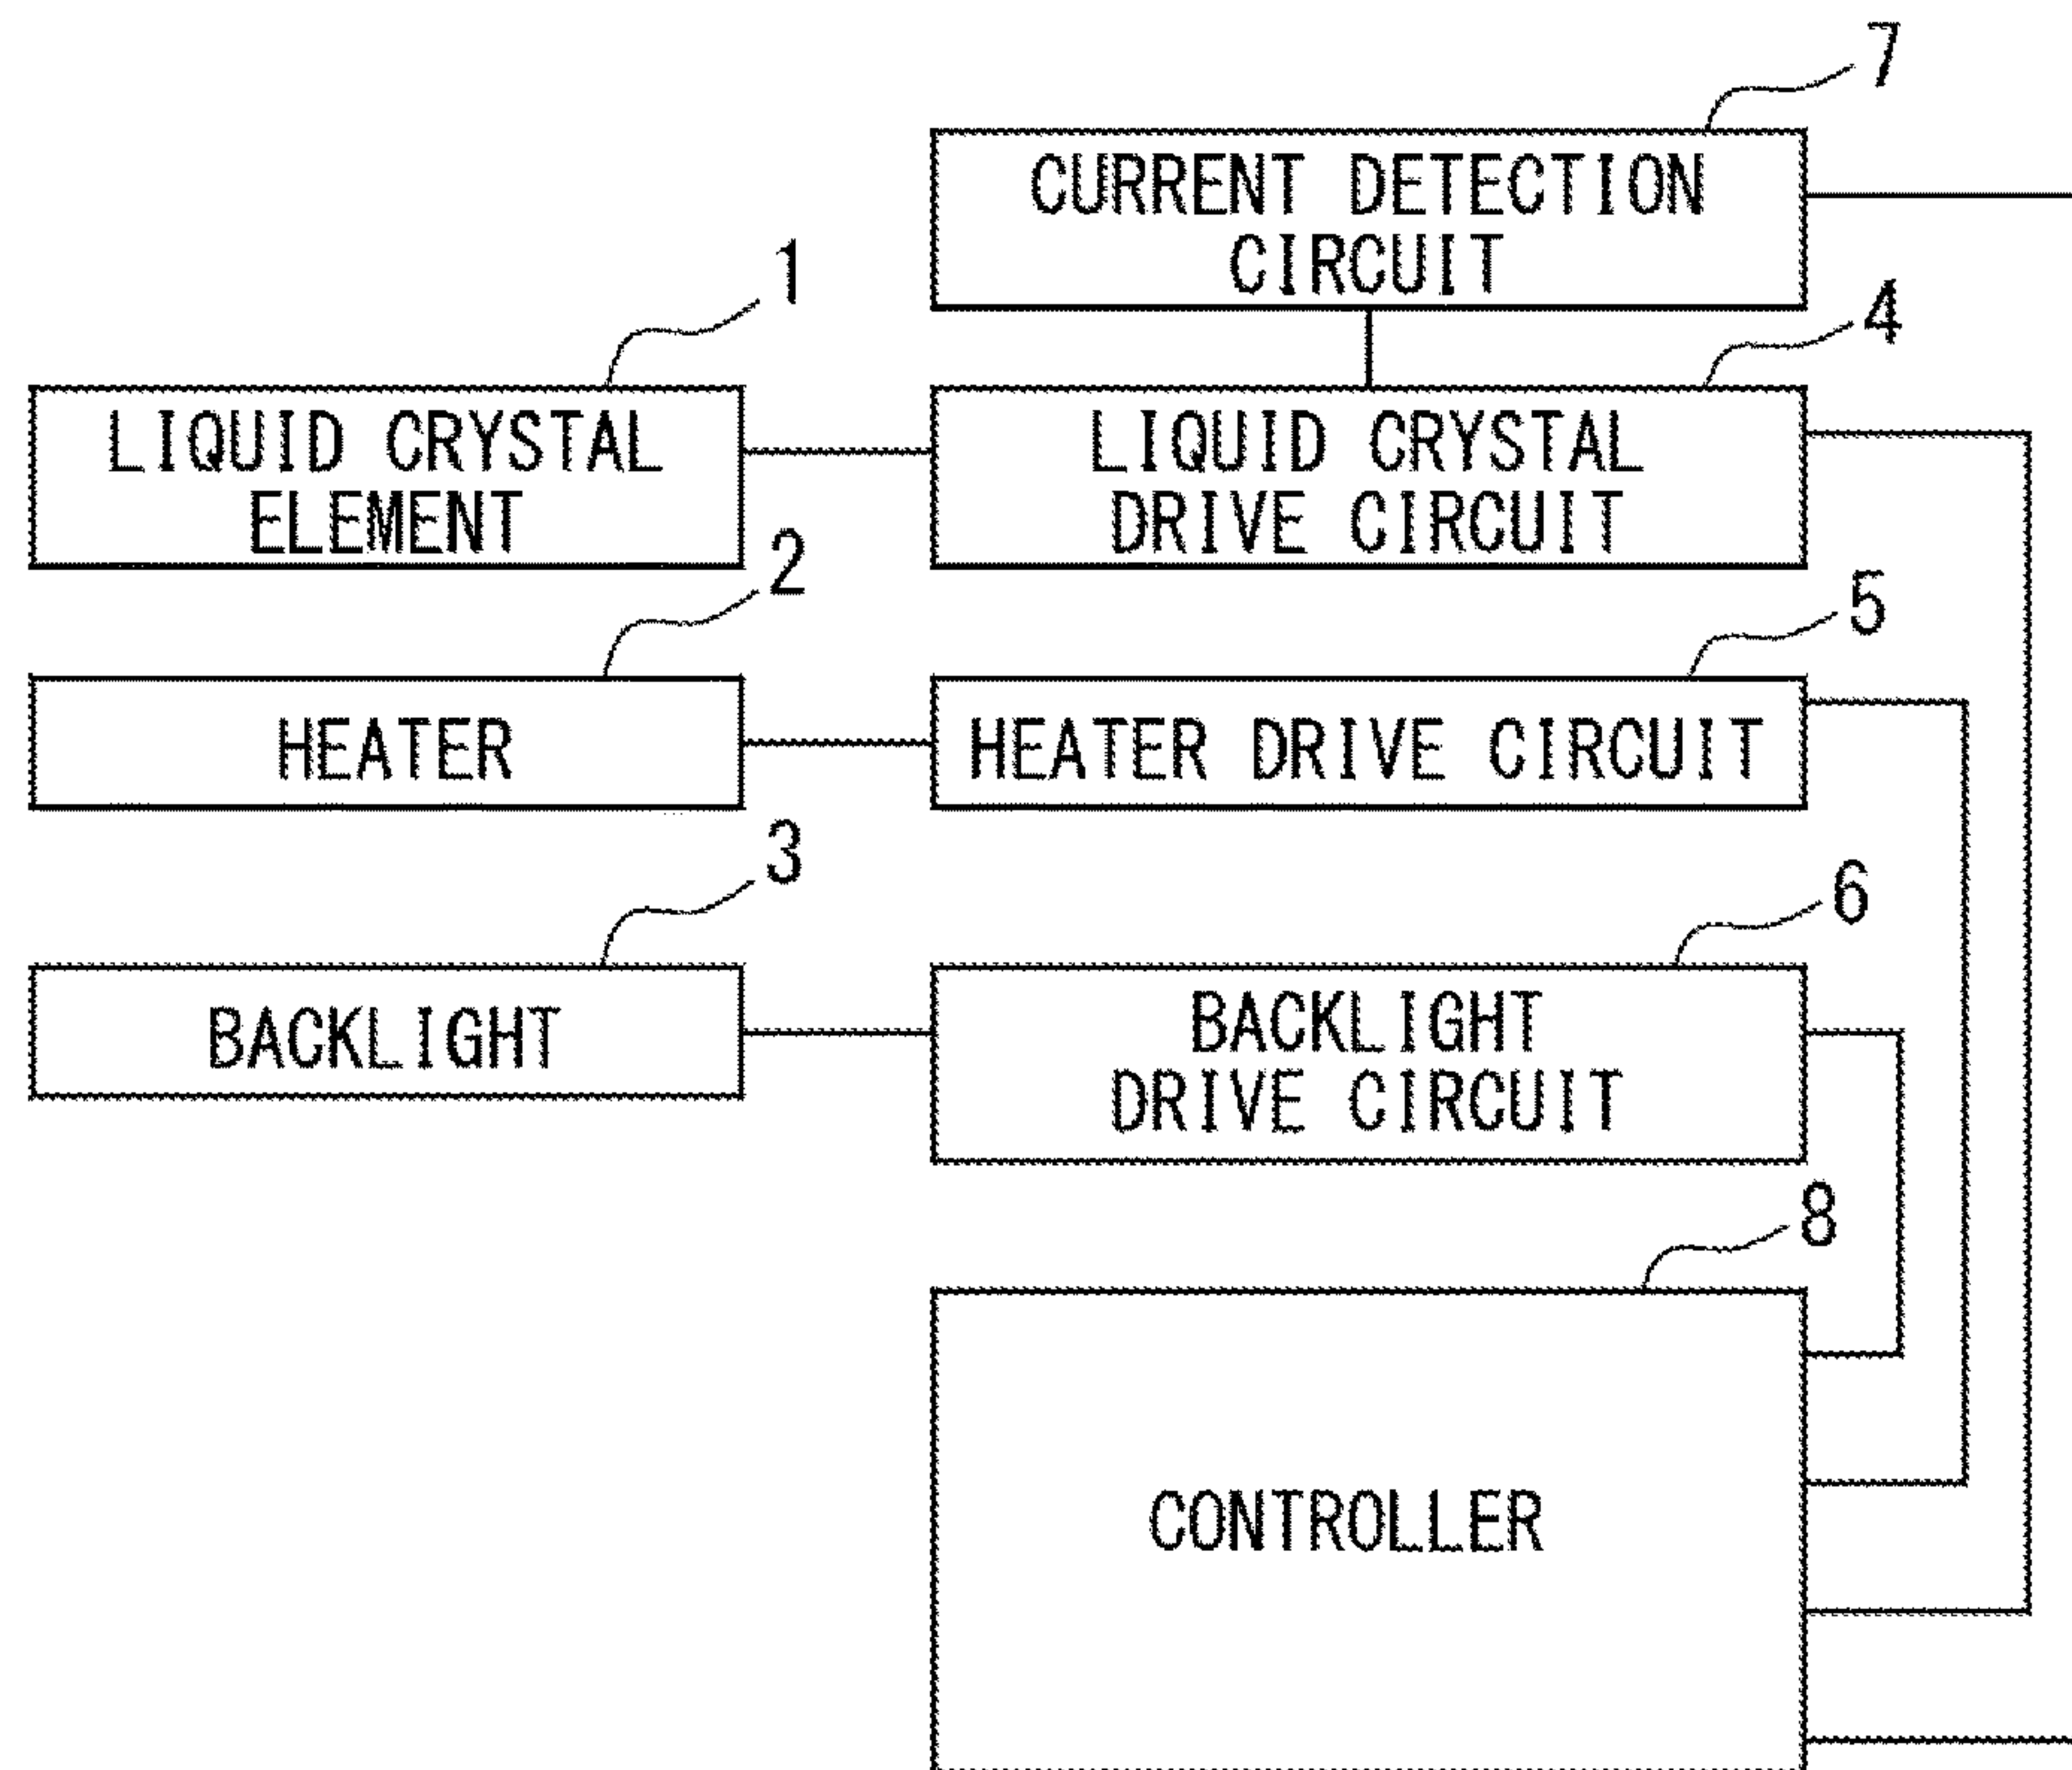 7
CURRENT DETECTION
CIRCUIT
1
4
LIQUID CRYSTAL
ELEMENT
LIQUID CRYSTAL
DRIVE CIRCUIT
2
5
HEATER
HEATER DRIVE CIRCUIT
3
6
BACKLIGHT
BACKLIGHT
DRIVE CIRCUIT
8
CONTROLLER